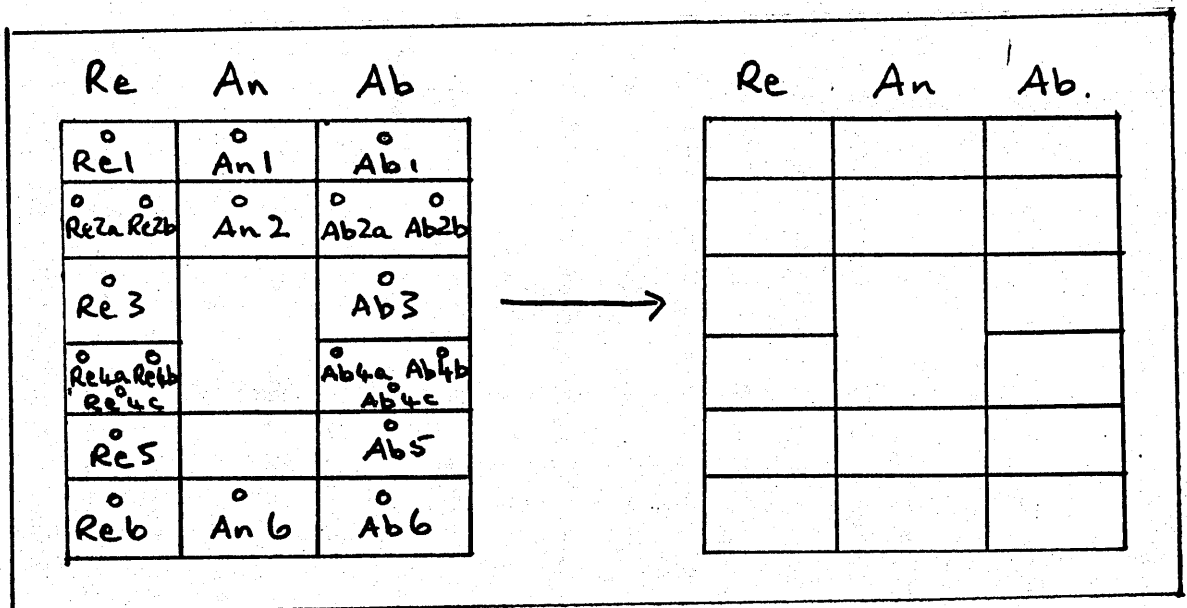 Re An Ab Re An Ab.
Re1 An1 Ab1
Re2a Re2b An2 Ab2a Ab2b
Re3 Ab3
Re4a Re4b Ab4a Ab4b
Re4c Ab4c
Re5 Ab5
Re6 An6 Ab6